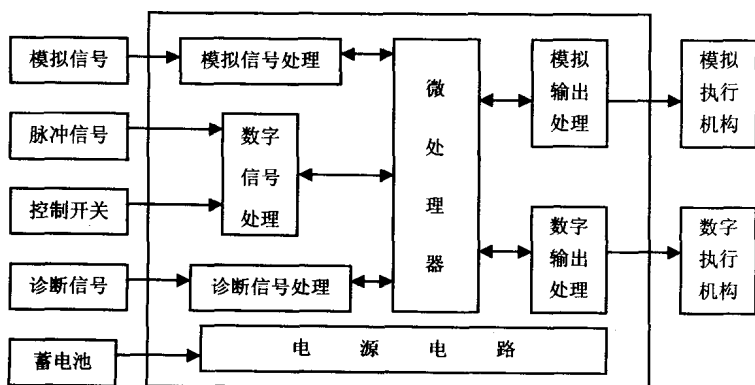 模拟信号
模拟信号处理
脉冲信号
数字
信号
处理
控制开关
诊断信号
诊断信号处理
蓄电池
电源电路
微
处
理
器
模拟
输出
处理
数字
输出
处理
模拟
执行
机构
数字
执行
机构